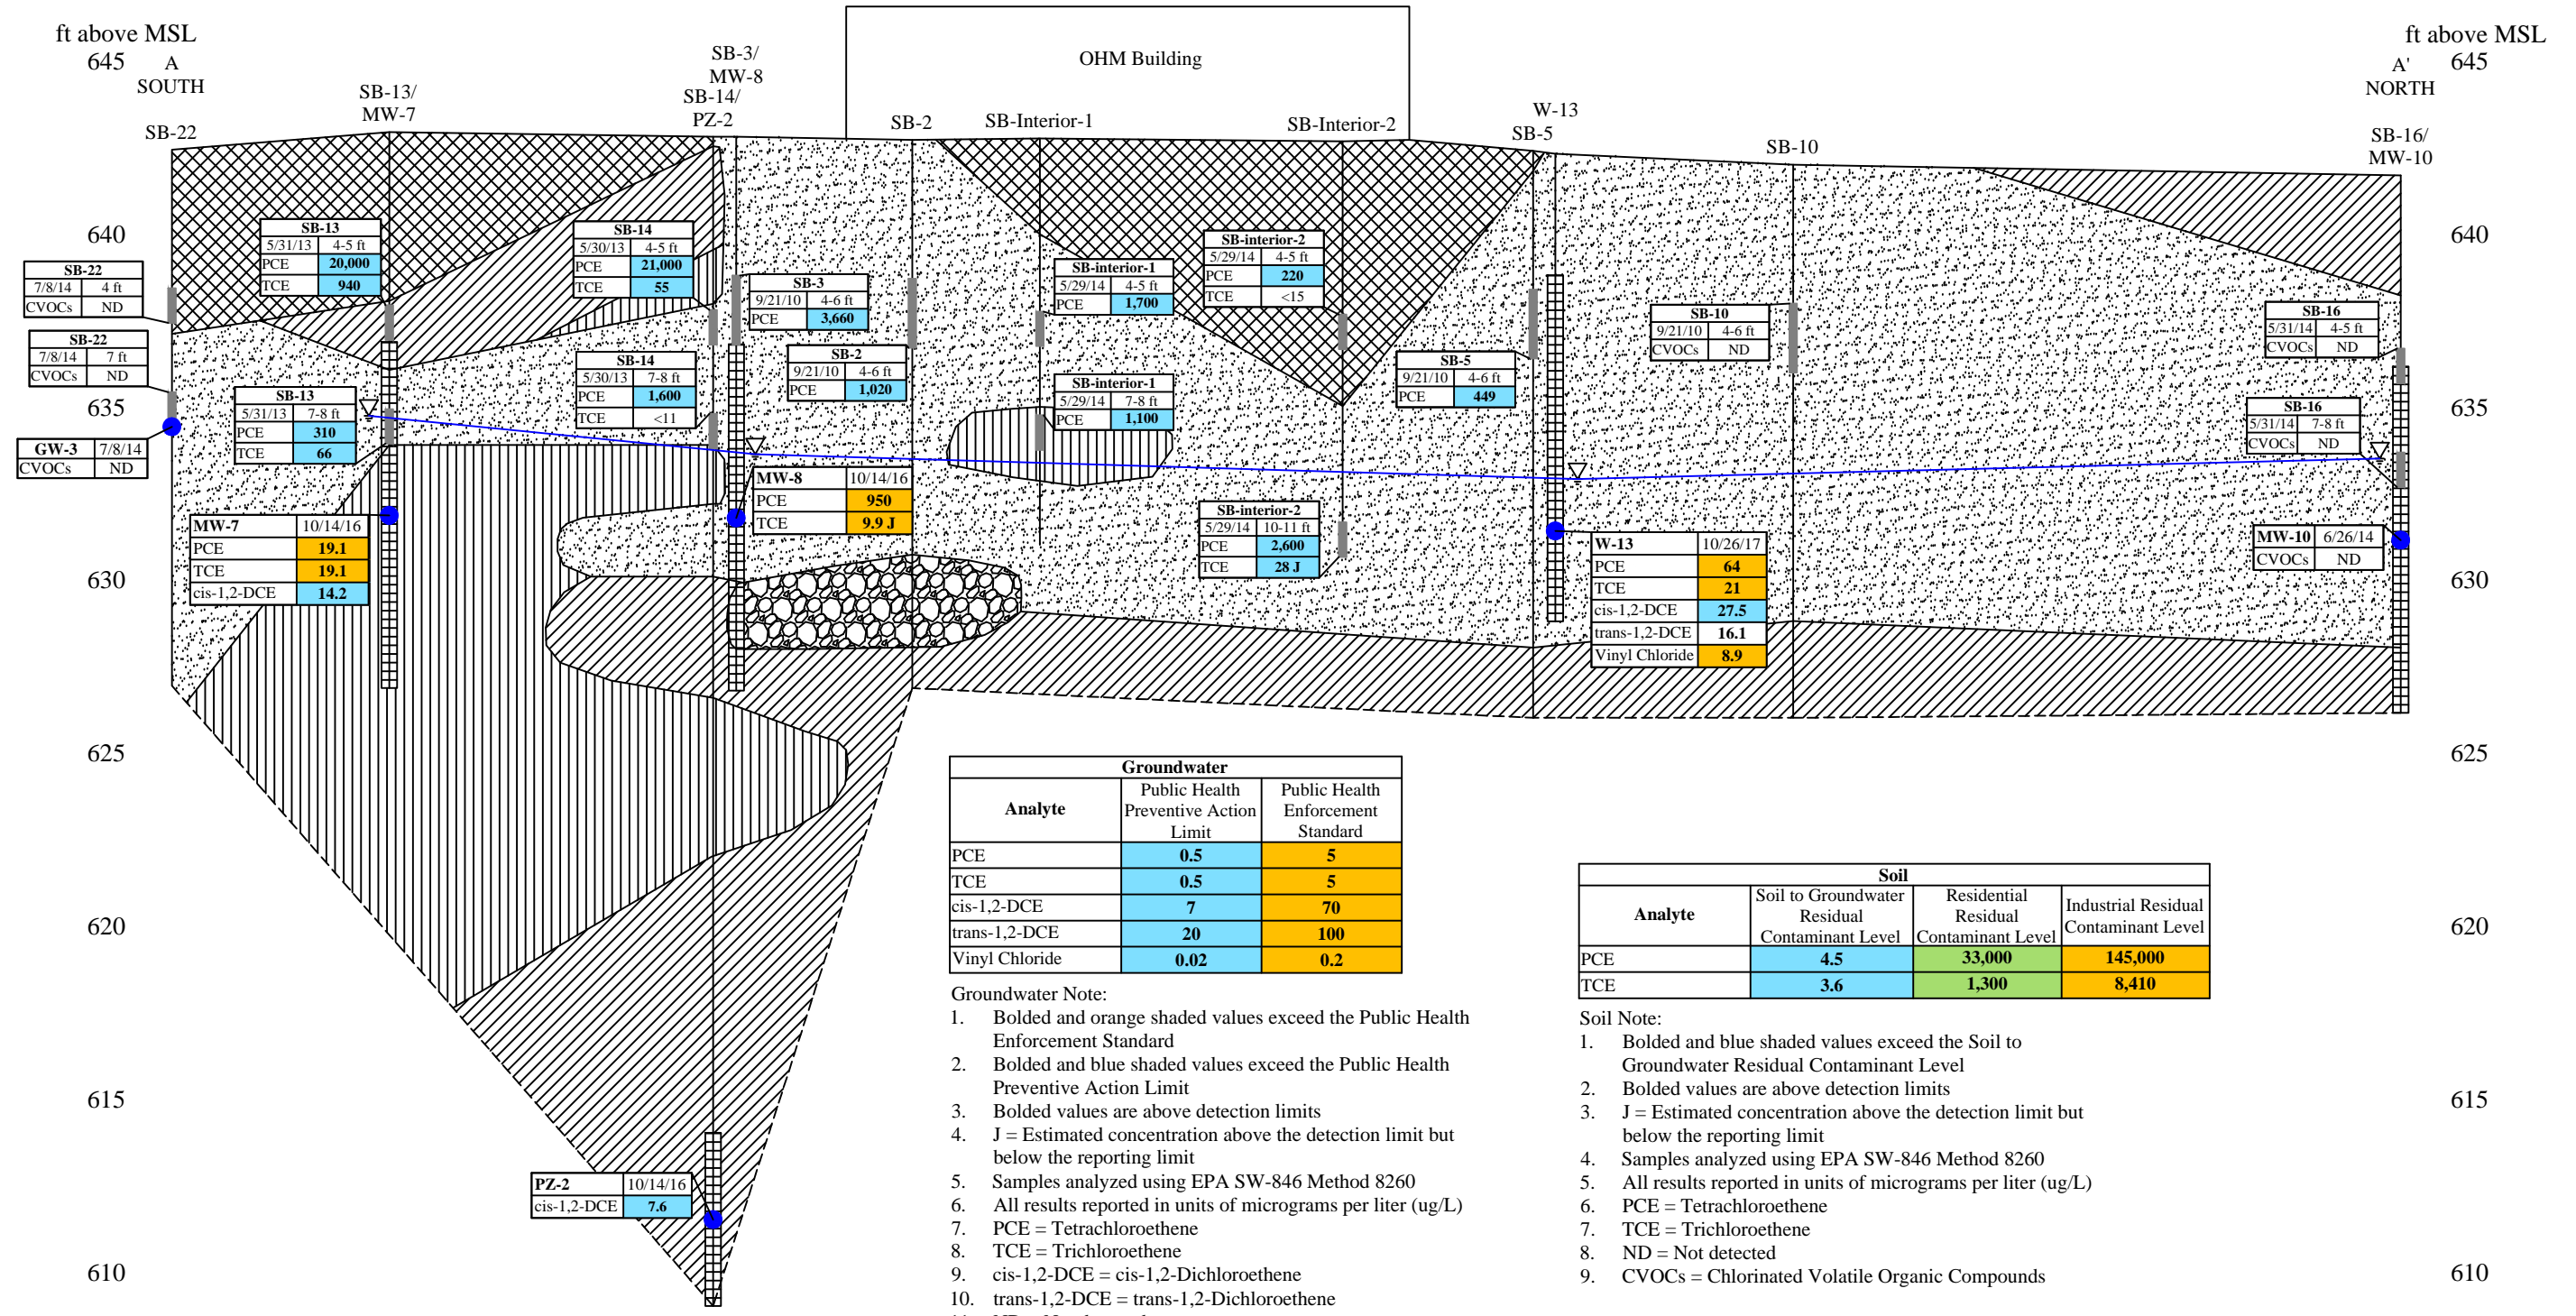 ft above MSL
645
A
SOUTH
SB-22
SB-13/
MW-7
SB-3/
MW-8
SB-14/
PZ-2
SB-2
OHM Building
SB-Interior-1
SB-Interior-2
W-13
SB-5
SB-10
ft above MSL
645
A'
NORTH
SB-16/
MW-10
640
635
630
625
620
615
610
640
635
630
625
620
615
610
SB-22
7/8/14 4 ft
CVOCs ND
SB-22
7/8/14 7 ft
CVOCs ND
GW-3 7/8/14
CVOCs ND
SB-13
5/31/13 4-5 ft
PCE 20,000
TCE 940
SB-13
5/31/13 7-8 ft
PCE 310
TCE 66
MW-7 10/14/16
PCE 19.1
TCE 19.1
cis-1,2-DCE 14.2
SB-14
5/30/13 4-5 ft
PCE 21,000
TCE 55
SB-14
5/30/13 7-8 ft
PCE 1,600
TCE <11
SB-3
9/21/10 4-6 ft
PCE 3,660
SB-2
9/21/10 4-6 ft
PCE 1,020
MW-8 10/14/16
PCE 950
TCE 9.9 J
PZ-2 10/14/16
cis-1,2-DCE 7.6
SB-interior-1
5/29/14 4-5 ft
PCE 1,700
SB-interior-1
5/29/14 7-8 ft
PCE 1,100
SB-interior-2
5/29/14 4-5 ft
PCE 220
TCE <15
SB-interior-2
5/29/14 10-11 ft
PCE 2,600
TCE 28 J
SB-5
9/21/10 4-6 ft
PCE 449
W-13 10/26/17
PCE 64
TCE 21
cis-1,2-DCE 27.5
trans-1,2-DCE 16.1
Vinyl Chloride 8.9
SB-10
9/21/10 4-6 ft
CVOCs ND
SB-16
5/31/14 4-5 ft
CVOCs ND
SB-16
5/31/14 7-8 ft
CVOCs ND
MW-10 6/26/14
CVOCs ND
Groundwater
Analyte
Public Health
Preventive Action
Limit
Public Health
Enforcement
Standard
PCE 0.5 5
TCE 0.5 5
cis-1,2-DCE 7 70
trans-1,2-DCE 20 100
Vinyl Chloride 0.02 0.2
Groundwater Note:
1. Bolded and orange shaded values exceed the Public Health
Enforcement Standard
2. Bolded and blue shaded values exceed the Public Health
Preventive Action Limit
3. Bolded values are above detection limits
4. J = Estimated concentration above the detection limit but
below the reporting limit
5. Samples analyzed using EPA SW-846 Method 8260
6. All results reported in units of micrograms per liter (ug/L)
7. PCE = Tetrachloroethene
8. TCE = Trichloroethene
9. cis-1,2-DCE = cis-1,2-Dichloroethene
10. trans-1,2-DCE = trans-1,2-Dichloroethene
Soil
Analyte
Soil to Groundwater
Residual
Contaminant Level
Residential
Residual
Contaminant Level
Industrial Residual
Contaminant Level
PCE 4.5 33,000 145,000
TCE 3.6 1,300 8,410
Soil Note:
1. Bolded and blue shaded values exceed the Soil to
Groundwater Residual Contaminant Level
2. Bolded values are above detection limits
3. J = Estimated concentration above the detection limit but
below the reporting limit
4. Samples analyzed using EPA SW-846 Method 8260
5. All results reported in units of micrograms per liter (ug/L)
6. PCE = Tetrachloroethene
7. TCE = Trichloroethene
8. ND = Not detected
9. CVOCs = Chlorinated Volatile Organic Compounds